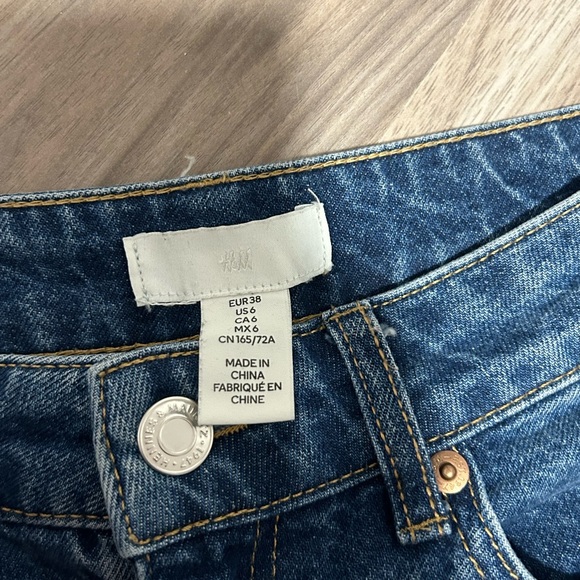 H&M
EUR 38
US 6
CA 6
MX 6
CN 165/72A
MADE IN
CHINA
FABRIQUÉ EN
CHINE